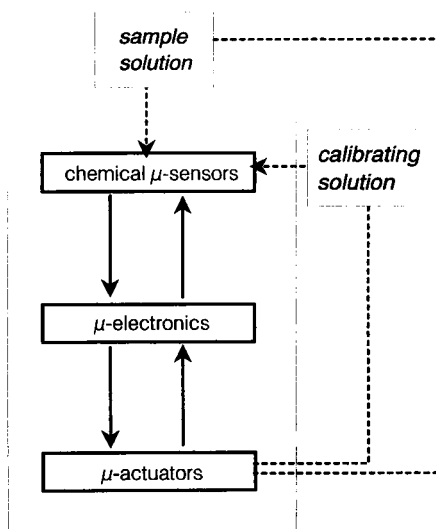 sample
solution
calibrating
solution
chemical μ-sensors
μ-electronics
μ-actuators